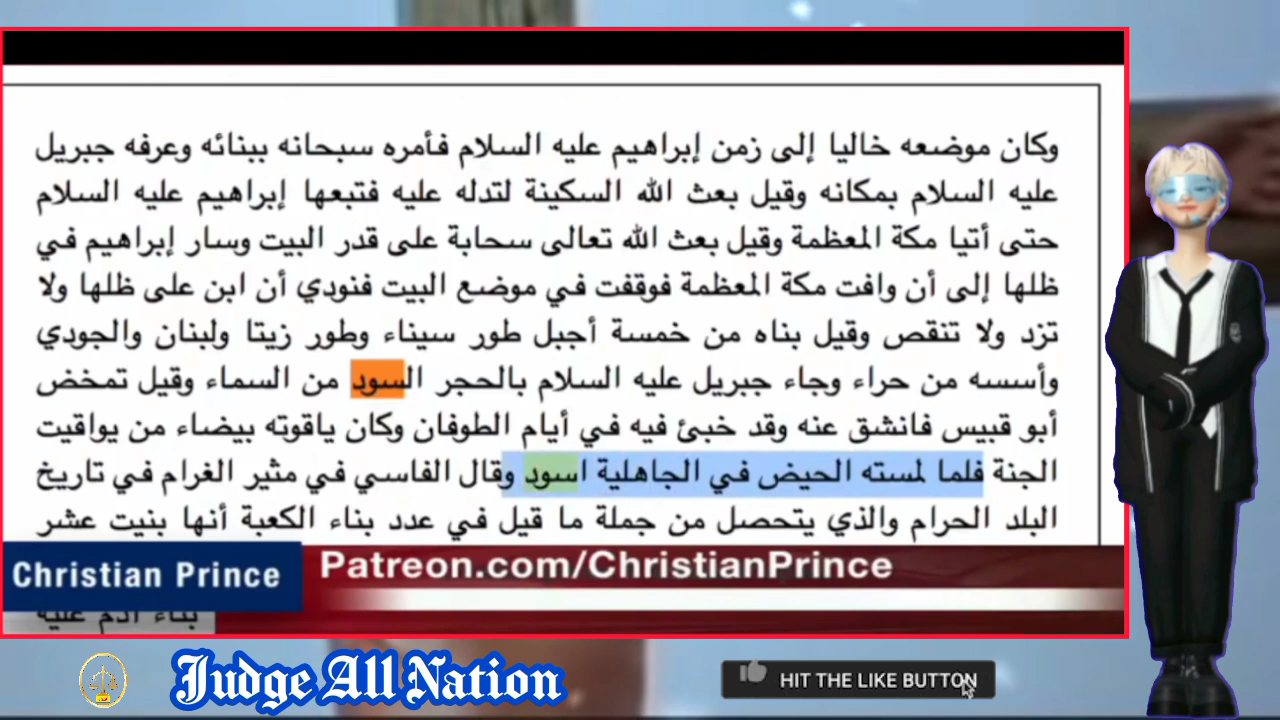 وكان موضعه خاليا إلى زمن إبراهيم عليه السلام فأمره سبحانه ببنائه وعرفه جبريل
عليه السلام بمكانه وقيل بعث الله السكينة لتدله عليه فتبعها إبراهيم عليه السلام
حتى أتيا مكة المعظمة وقيل بعث الله تعالى سحابة على قدر البيت وسار إبراهيم في
ظلها إلى أن وافت مكة المعظمة فوقفت في موضع البيت فنودي أن ابن على ظلها ولا
تزد ولا تنقص وقيل بناه من خمسة أجبل طور سيناء وطور زيتا ولبنان والجودي
وأسسه من حراء وجاء جبريل عليه السلام بالحجر السود من السماء وقيل تمخض
أبو قبيس فانشق عنه وقد خبئ فيه في أيام الطوفان وكان ياقوته بيضاء من يواقيت
الجنة فلما لمسته الحيض في الجاهلية اسود وقال الفاسي في مثير الغرام في تاريخ
البلد الحرام والذي يتحصل من جملة ما قيل في عدد بناء الكعبة أنها بنيت عشر
Christian Prince
Patreon.com/ChristianPrince
بناء آدم عليه
Judge All Nation
HIT THE LIKE BUTTON